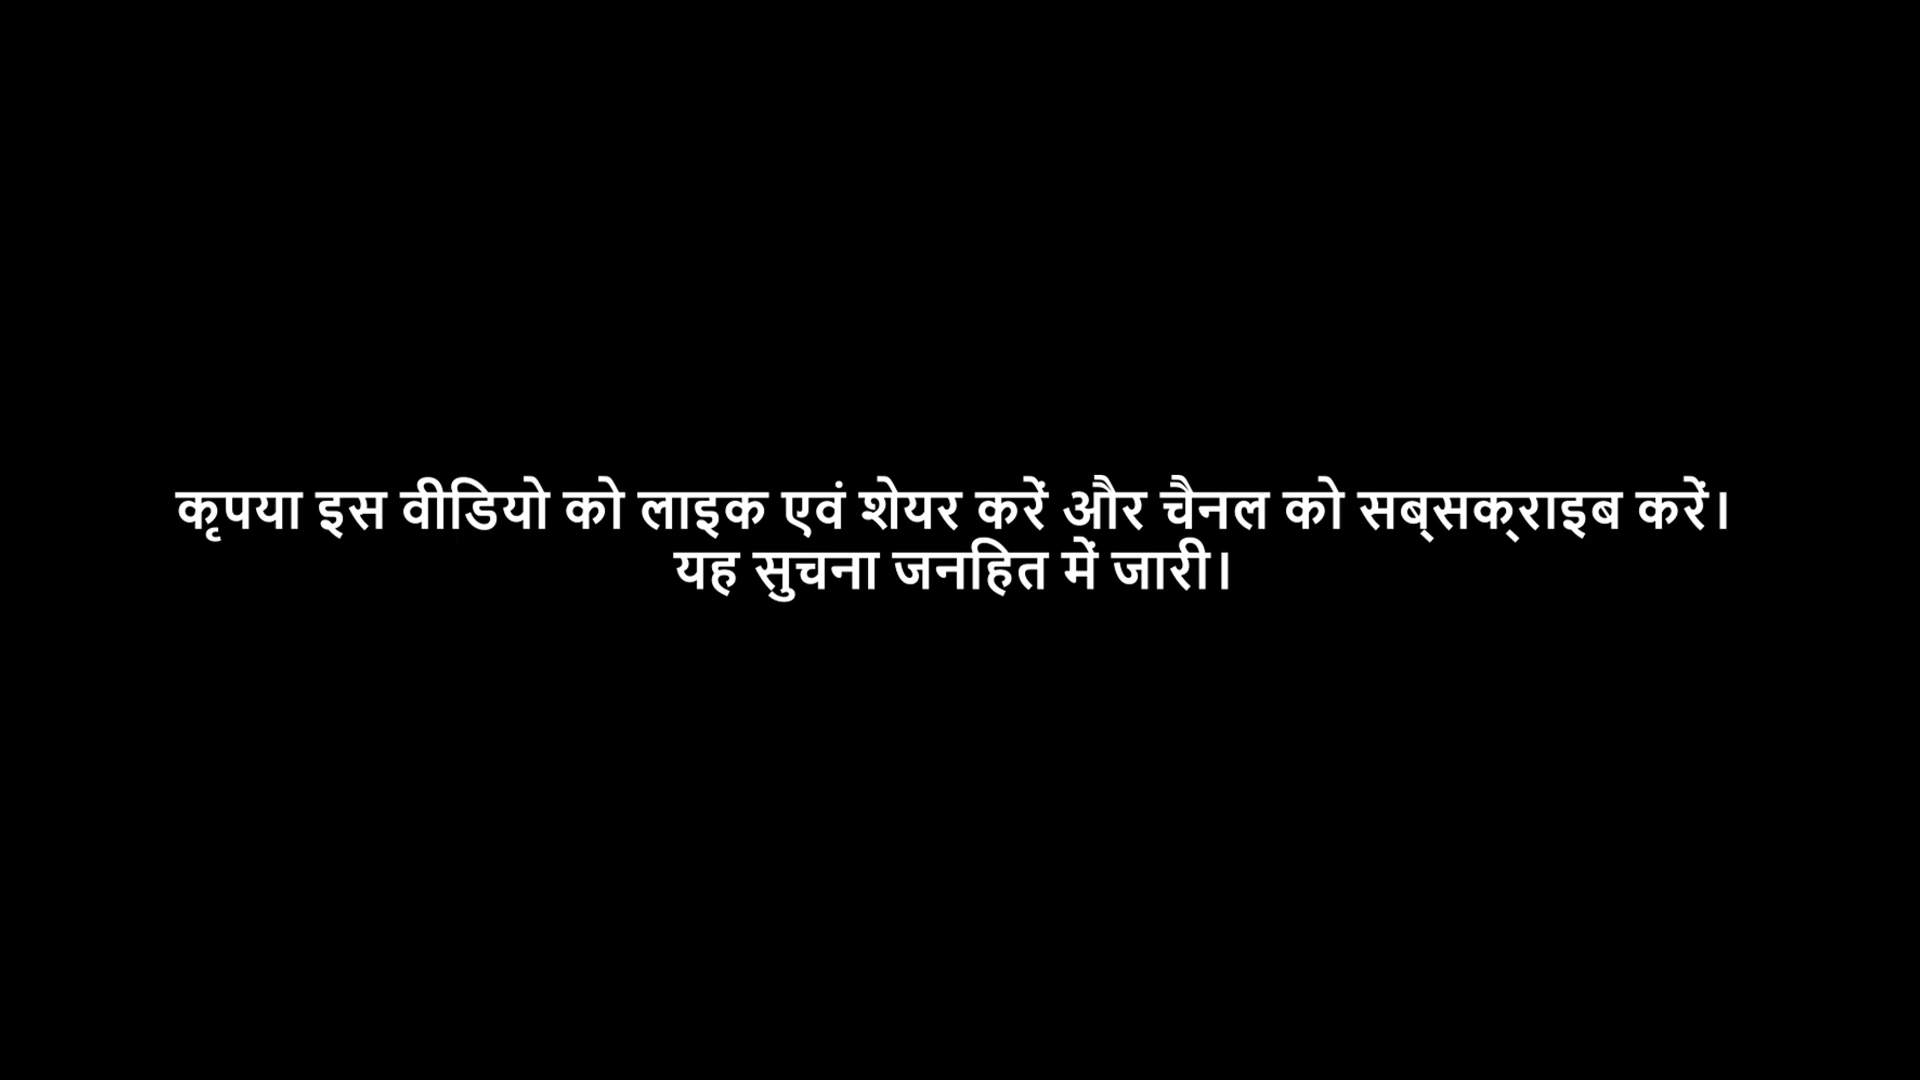 कृपया इस वीडियो को लाइक एवं शेयर करें और चैनल को सब्‌सक्‌राइब करें।
यह सुचना जनहित में जारी।